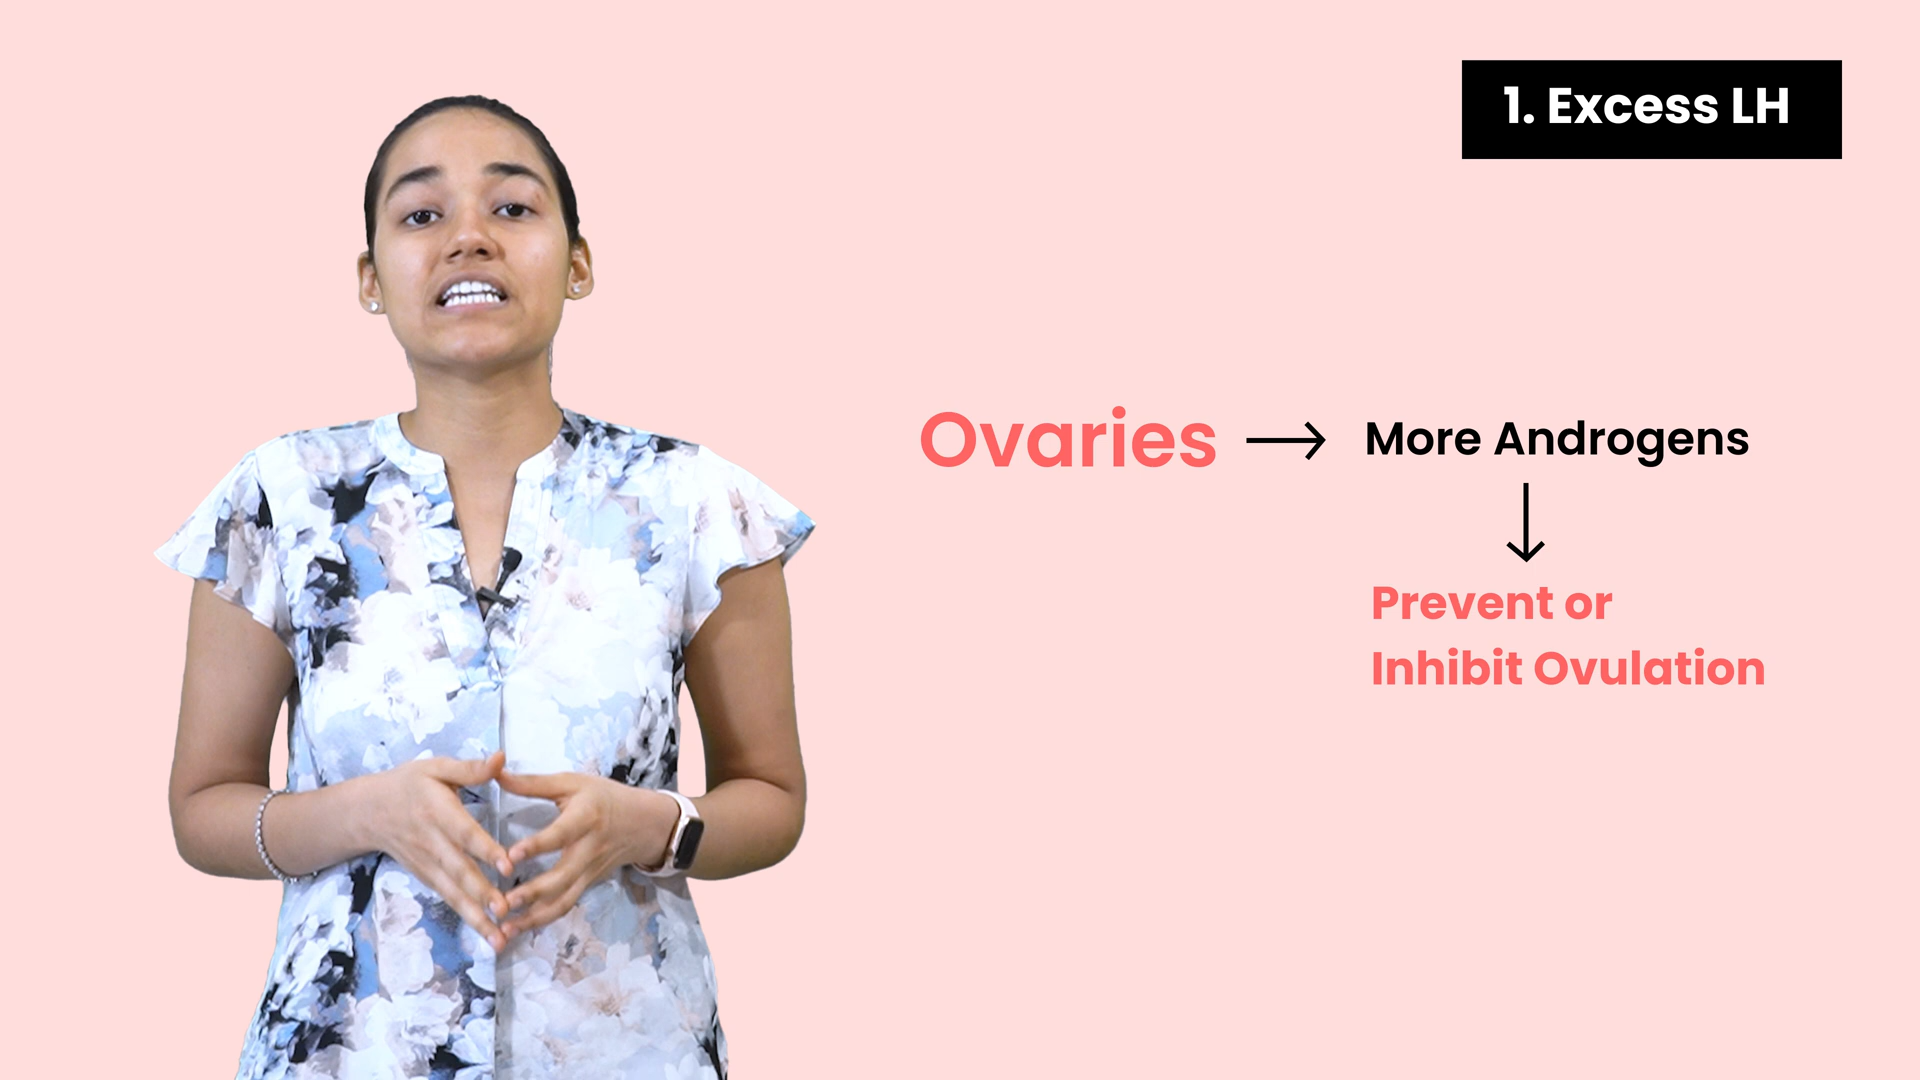 1. Excess LH
Ovaries → More Androgens
↓
Prevent or
Inhibit Ovulation